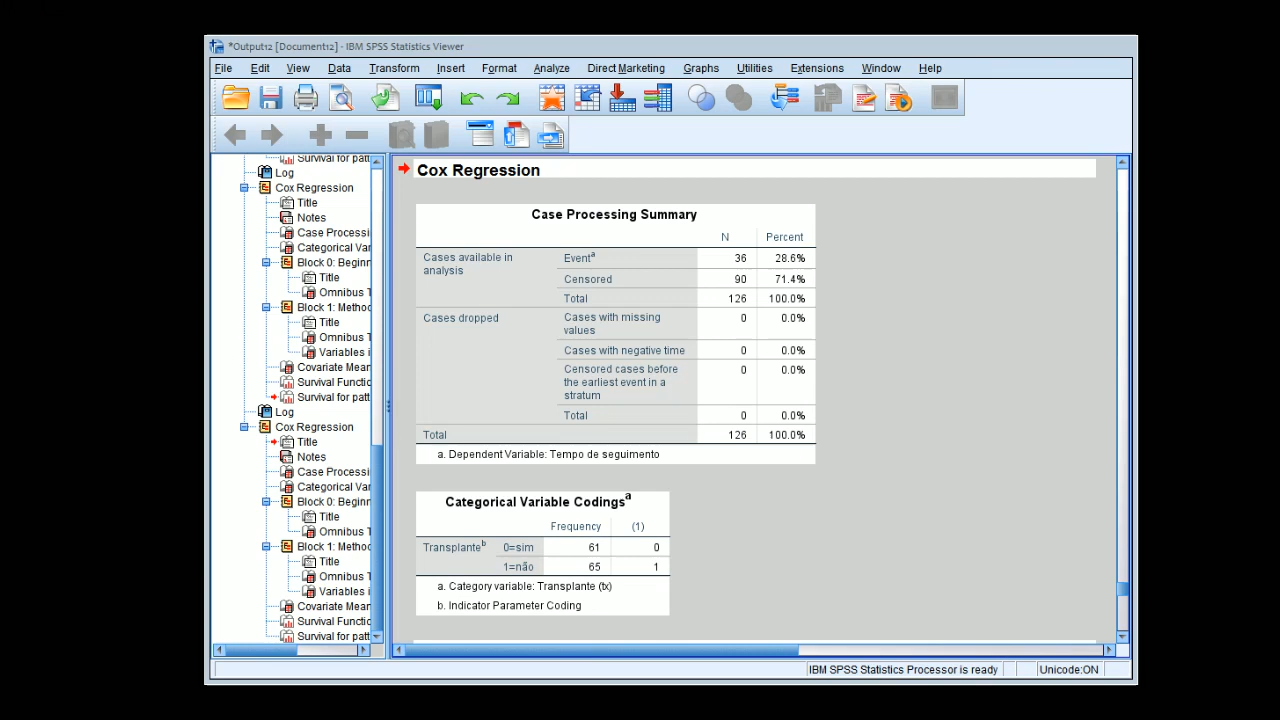 *Output12 [Document12] - IBM SPSS Statistics Viewer
File Edit View Data Transform Insert Format Analyze Direct Marketing Graphs Utilities Extensions Window Help
Survival for patt
Log
Cox Regression
Title
Notes
Case Processi
Categorical Var
Block 0: Beginn
Title
Omnibus T
Block 1: Metho
Title
Omnibus T
Variables i
Covariate Mean
Survival Functio
Survival for patt
Log
Cox Regression
Title
Notes
Case Processi
Categorical Var
Block 0: Beginn
Title
Omnibus T
Block 1: Metho
Title
Omnibus T
Variables i
Covariate Mean
Survival Functio
Survival for patt
Cox Regression
Case Processing Summary
N Percent
Cases available in analysis Event^a 36 28.6%
Censored 90 71.4%
Total 126 100.0%
Cases dropped Cases with missing values 0 0.0%
Cases with negative time 0 0.0%
Censored cases before the earliest event in a stratum 0 0.0%
Total 0 0.0%
Total 126 100.0%
a. Dependent Variable: Tempo de seguimento
Categorical Variable Codings^a
Frequency (1)
Transplante^b 0=sim 61 0
1=não 65 1
a. Category variable: Transplante (tx)
b. Indicator Parameter Coding
IBM SPSS Statistics Processor is ready Unicode:ON